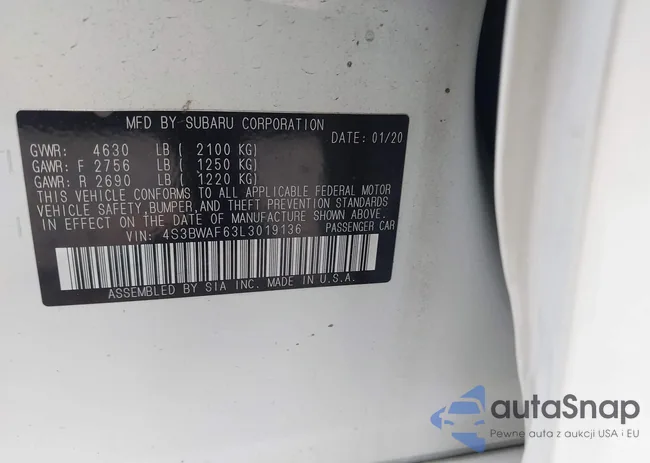 MFD BY SUBARU CORPORATION
DATE: 01/20
GVWR: 4630 LB ( 2100 KG)
GAWR: F 2756 LB ( 1250 KG)
GAWR: R 2690 LB ( 1220 KG)
THIS VEHICLE CONFORMS TO ALL APPLICABLE FEDERAL MOTOR
VEHICLE SAFETY,BUMPER,AND THEFT PREVENTION STANDARDS
IN EFFECT ON THE DATE OF MANUFACTURE SHOWN ABOVE.
VIN: 4S3BWAF63L3019136 PASSENGER CAR
ASSEMBLED BY SIA INC. MADE IN U.S.A.
autaSnap
Pewne auta z aukcji USA i EU